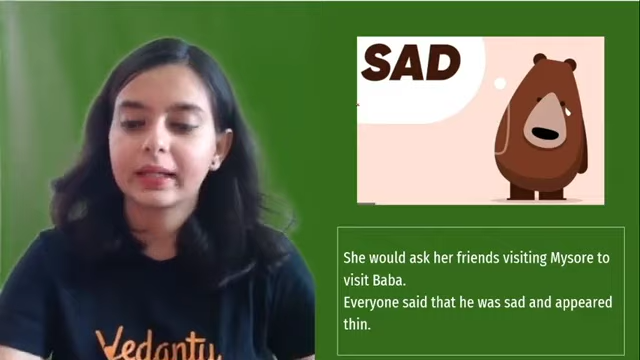 SAD
She would ask her friends visiting Mysore to
visit Baba.
Everyone said that he was sad and appeared
thin.
Vedantu